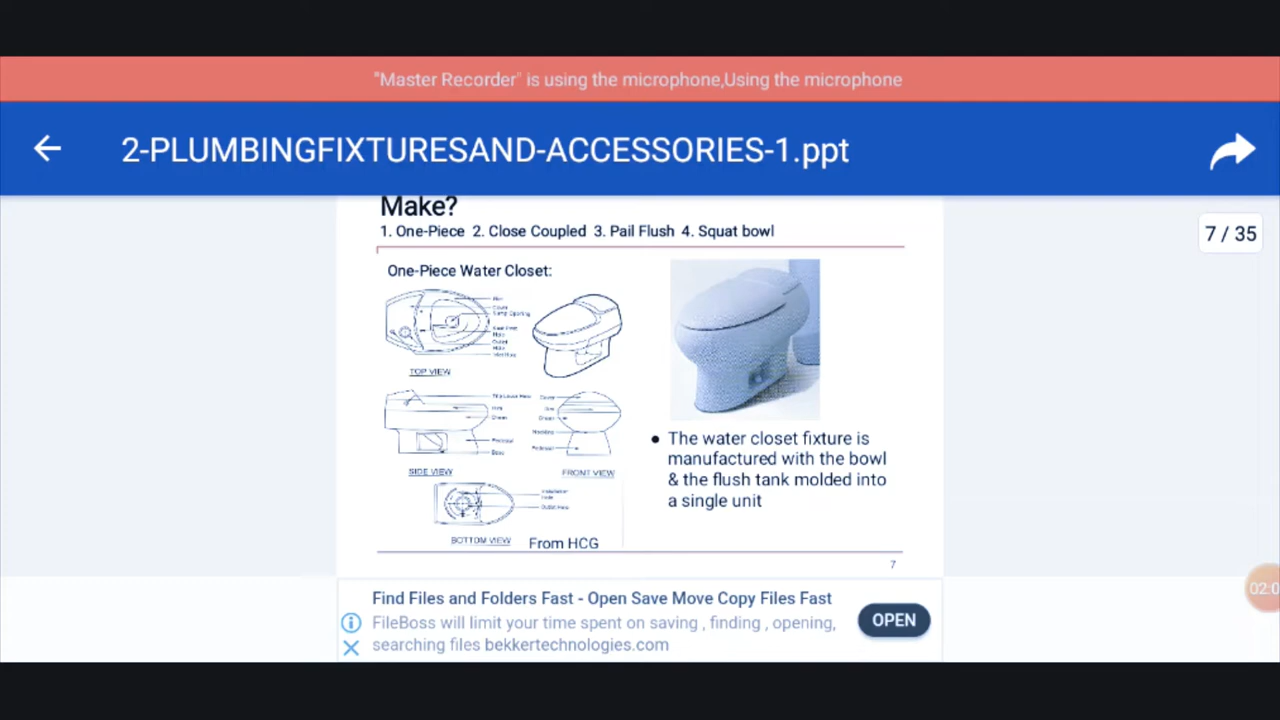 "Master Recorder" is using the microphone,Using the microphone
2-PLUMBINGFIXTURESAND-ACCESSORIES-1.ppt
Make?
1. One-Piece 2. Close Coupled 3. Pail Flush 4. Squat bowl
7 / 35
One-Piece Water Closet:
TOP VIEW
SIDE VIEW
FRONT VIEW
BOTTOM VIEW
From HCG
● The water closet fixture is
manufactured with the bowl
& the flush tank molded into
a single unit
7
02:0
Find Files and Folders Fast - Open Save Move Copy Files Fast
FileBoss will limit your time spent on saving , finding , opening,
searching files bekkertechnologies.com
OPEN